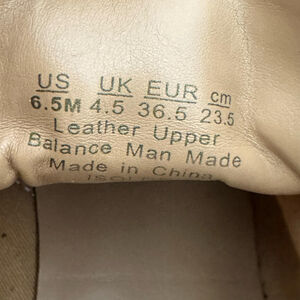 US UK EUR cm
6.5M 4.5 36.5 23.5
Leather Upper
Balance Man Made
Made in China